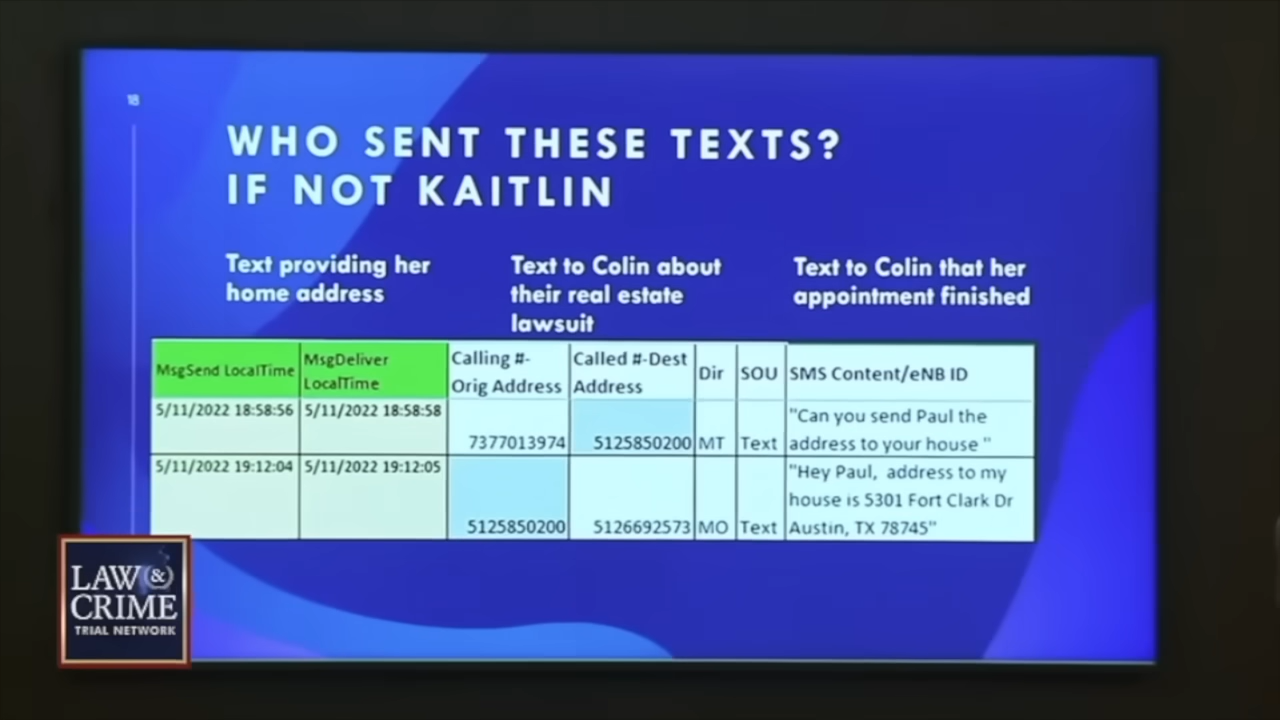 18
WHO SENT THESE TEXTS?
IF NOT KAITLIN
Text providing her
home address
Text to Colin about
their real estate
lawsuit
Text to Colin that her
appointment finished
MsgSend LocalTime
MsgDeliver
LocalTime
Calling #-
Orig Address
Called #-Dest
Address
Dir
SOU
SMS Content/eNB ID
5/11/2022 18:58:56
5/11/2022 18:58:58
7377013974
5125850200
MT
Text
"Can you send Paul the
address to your house "
5/11/2022 19:12:04
5/11/2022 19:12:05
5125850200
5126692573
MO
Text
"Hey Paul, address to my
house is 5301 Fort Clark Dr
Austin, TX 78745"
LAW &
CRIME
TRIAL NETWORK